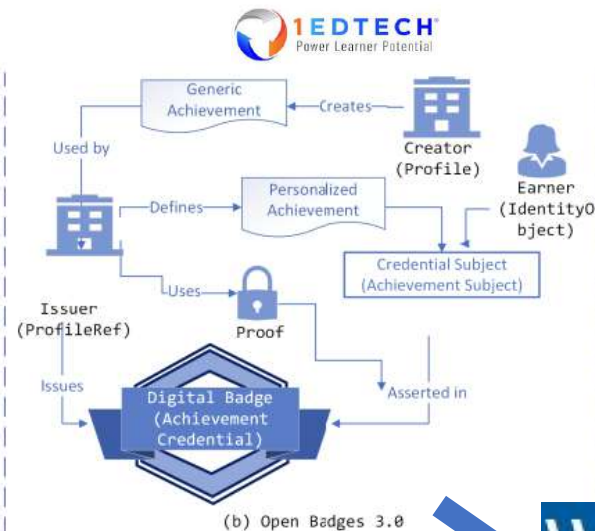 1EDTECH
Power Learner Potential
Generic
Achievement
Creates
Creator
(Profile)
Used by
Earner
(IdentityO
bject)
Defines
Personalized
Achievement
Credential Subject
(Achievement Subject)
Uses
Proof
Issuer
(ProfileRef)
Issues
Digital Badge
(Achievement
Credential)
Asserted in
(b) Open Badges 3.0